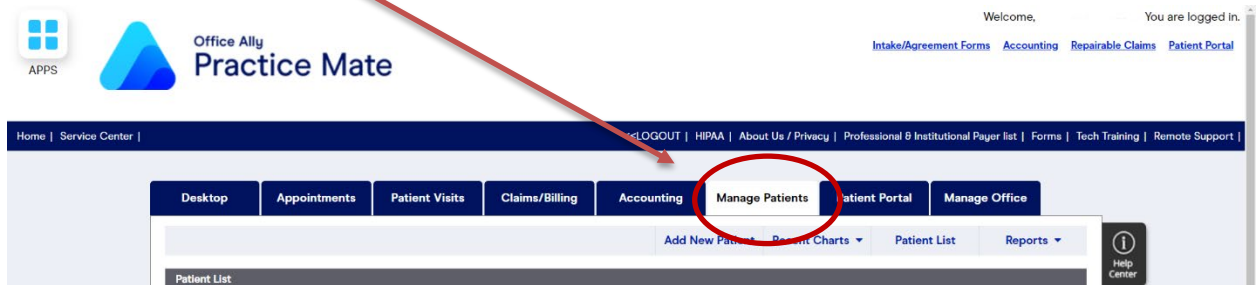 Welcome, You are logged in.
Intake/Agreement Forms Accounting Repairable Claims Patient Portal
APPS
Office Ally
Practice Mate
Home | Service Center |
<<LOGOUT | HIPAA | About Us / Privacy | Professional & Institutional Payer list | Forms | Tech Training | Remote Support |
Desktop Appointments Patient Visits Claims/Billing Accounting Manage Patients Patient Portal Manage Office
Add New Patient Recent Charts Patient List Reports
Help
Center
Patient List